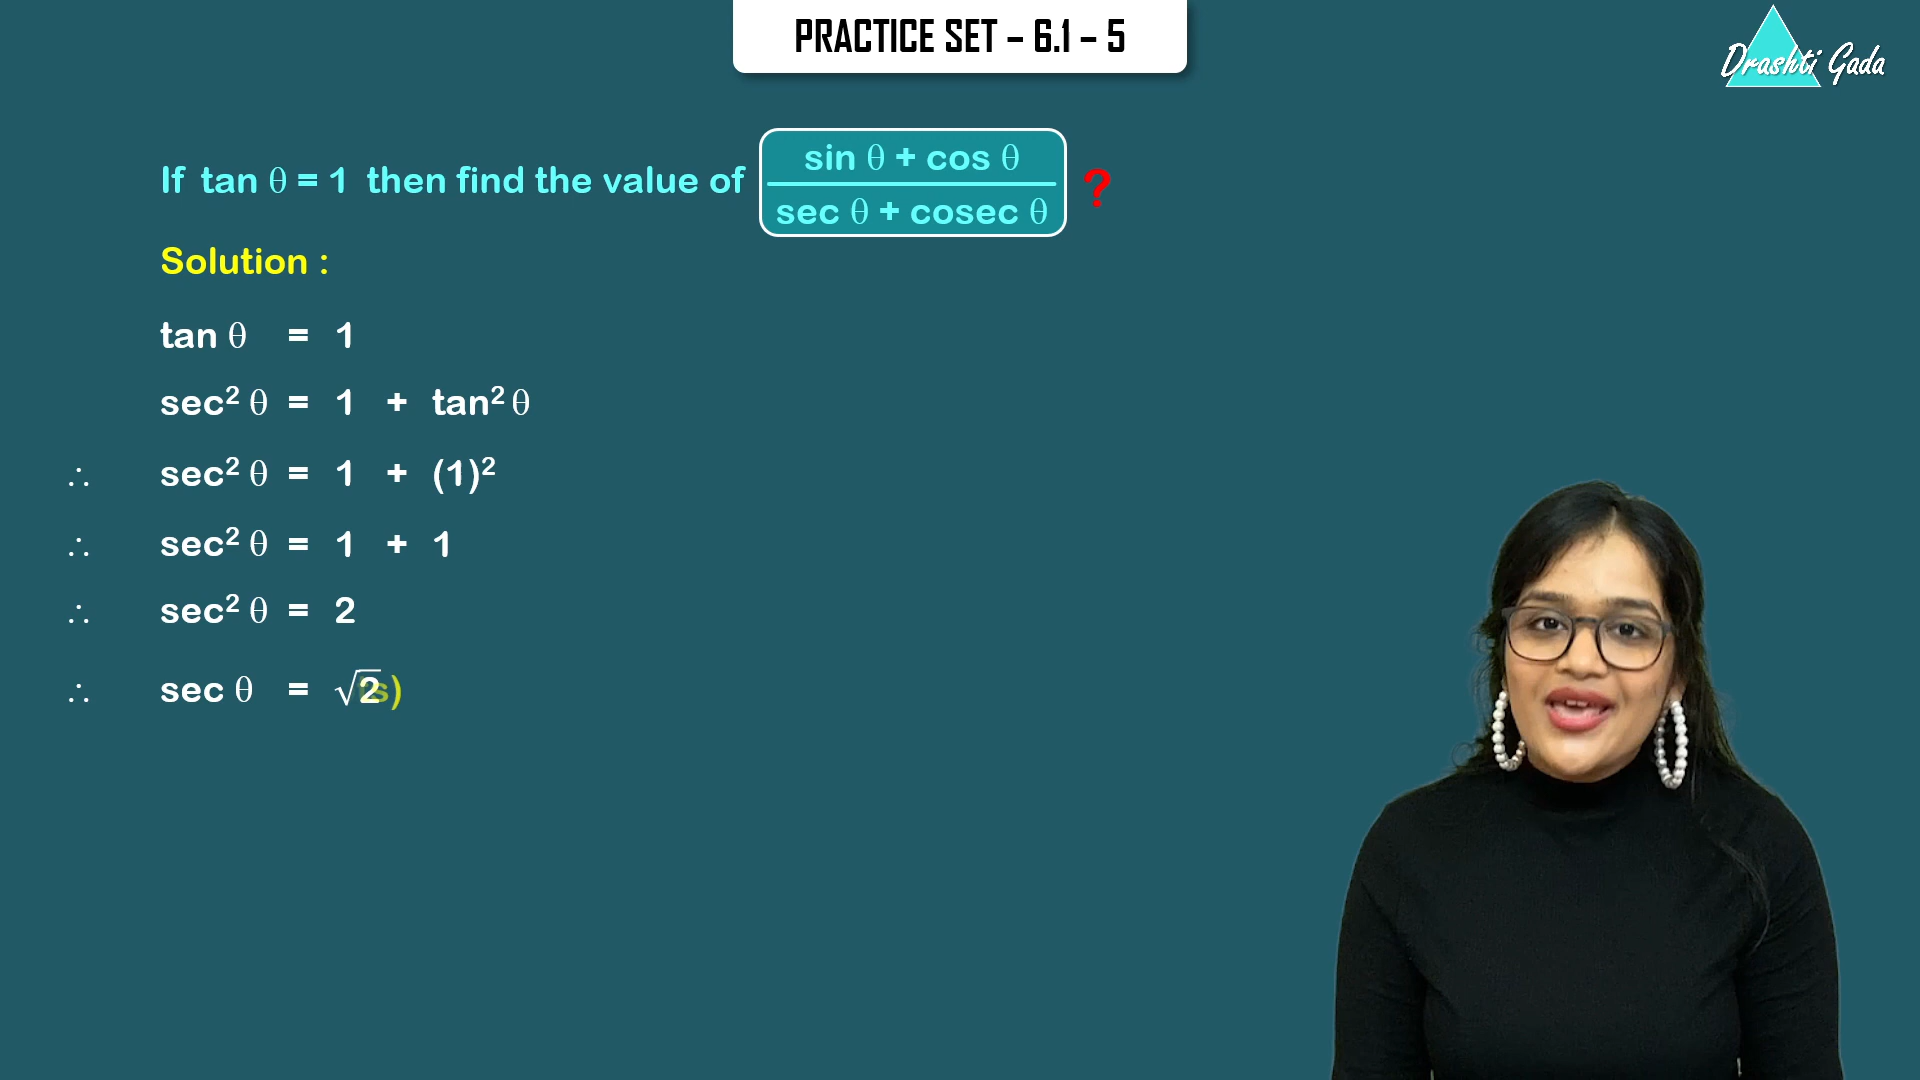 PRACTICE SET – 6.1 – 5
Drashti Gada
If tan θ = 1 then find the value of sin θ + cos θ / sec θ + cosec θ ?
Solution :
tan θ = 1
sec² θ = 1 + tan² θ
∴ sec² θ = 1 + (1)²
∴ sec² θ = 1 + 1
∴ sec² θ = 2
∴ sec θ = √2